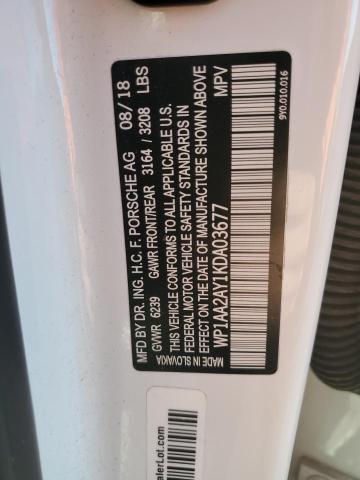 MFD BY DR. ING. H.C. F. PORSCHE AG 08/18
GVWR 6239 GAWR FRONT/REAR 3164/3208 LBS
THIS VEHICLE CONFORMS TO ALL APPLICABLE U.S.
FEDERAL MOTOR VEHICLE SAFETY STANDARDS IN
EFFECT ON THE DATE OF MANUFACTURE SHOWN ABOVE
WP1AA2AY1KDA03677 MPV
MADE IN SLOVAKIA
9Y0.010.016
alerLot.com